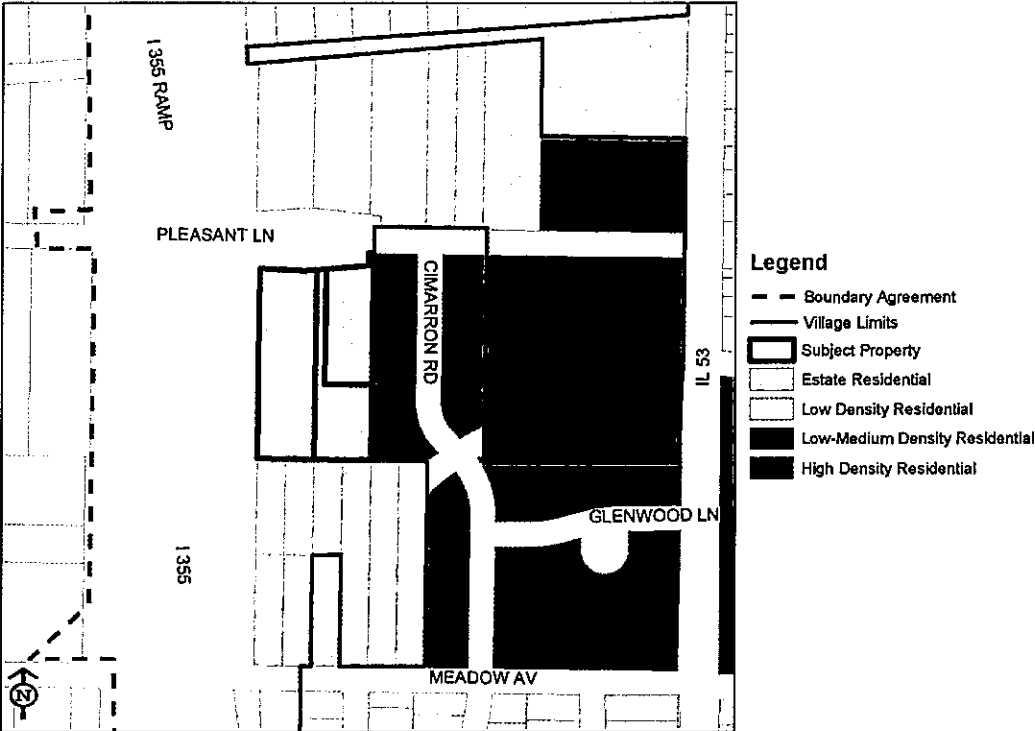 I 355 RAMP
PLEASANT LN
CIMARRON RD
IL 53
GLENWOOD LN
I 355
MEADOW AV
N
Legend
Boundary Agreement
Village Limits
Subject Property
Estate Residential
Low Density Residential
Low-Medium Density Residential
High Density Residential